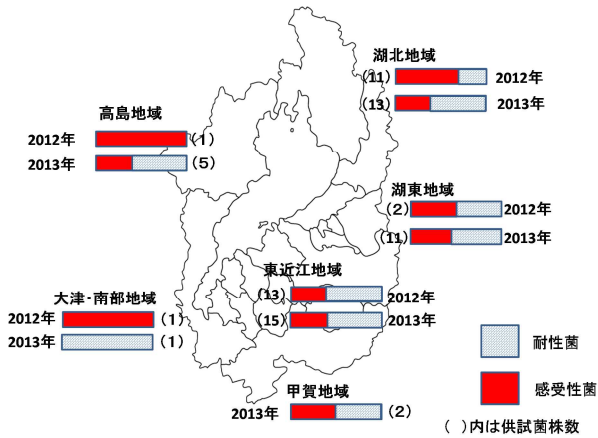 湖北地域
(11) 2012年
(13) 2013年
高島地域
2012年 (1)
2013年 (5)
湖東地域
(2) 2012年
(11) 2013年
東近江地域
(13) 2012年
(15) 2013年
大津・南部地域
2012年 (1)
2013年 (1)
甲賀地域
2013年 (2)
耐性菌
感受性菌
( )内は供試菌株数